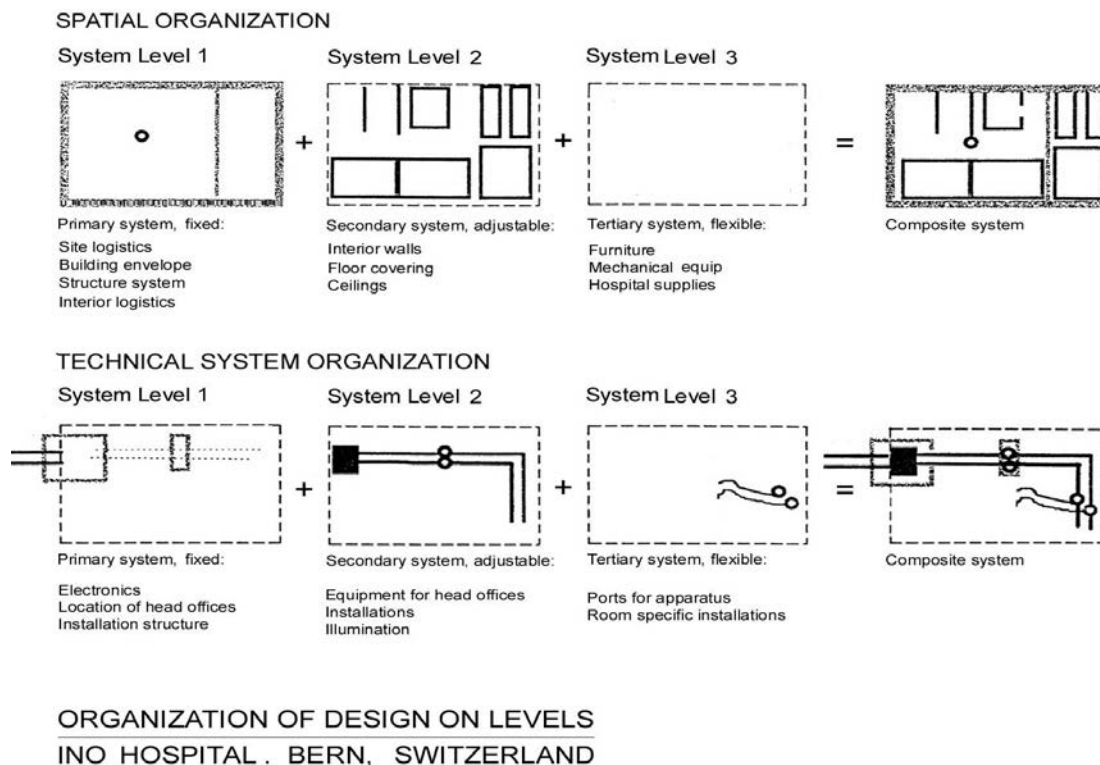 SPATIAL ORGANIZATION
System Level 1
System Level 2
System Level 3
+
+
=
Primary system, fixed:
Site logistics
Building envelope
Structure system
Interior logistics
Secondary system, adjustable:
Interior walls
Floor covering
Ceilings
Tertiary system, flexible:
Furniture
Mechanical equip
Hospital supplies
Composite system
TECHNICAL SYSTEM ORGANIZATION
System Level 1
System Level 2
System Level 3
+
+
=
Primary system, fixed:
Electronics
Location of head offices
Installation structure
Secondary system, adjustable:
Equipment for head offices
Installations
Illumination
Tertiary system, flexible:
Ports for apparatus
Room specific installations
Composite system
ORGANIZATION OF DESIGN ON LEVELS
INO HOSPITAL . BERN, SWITZERLAND